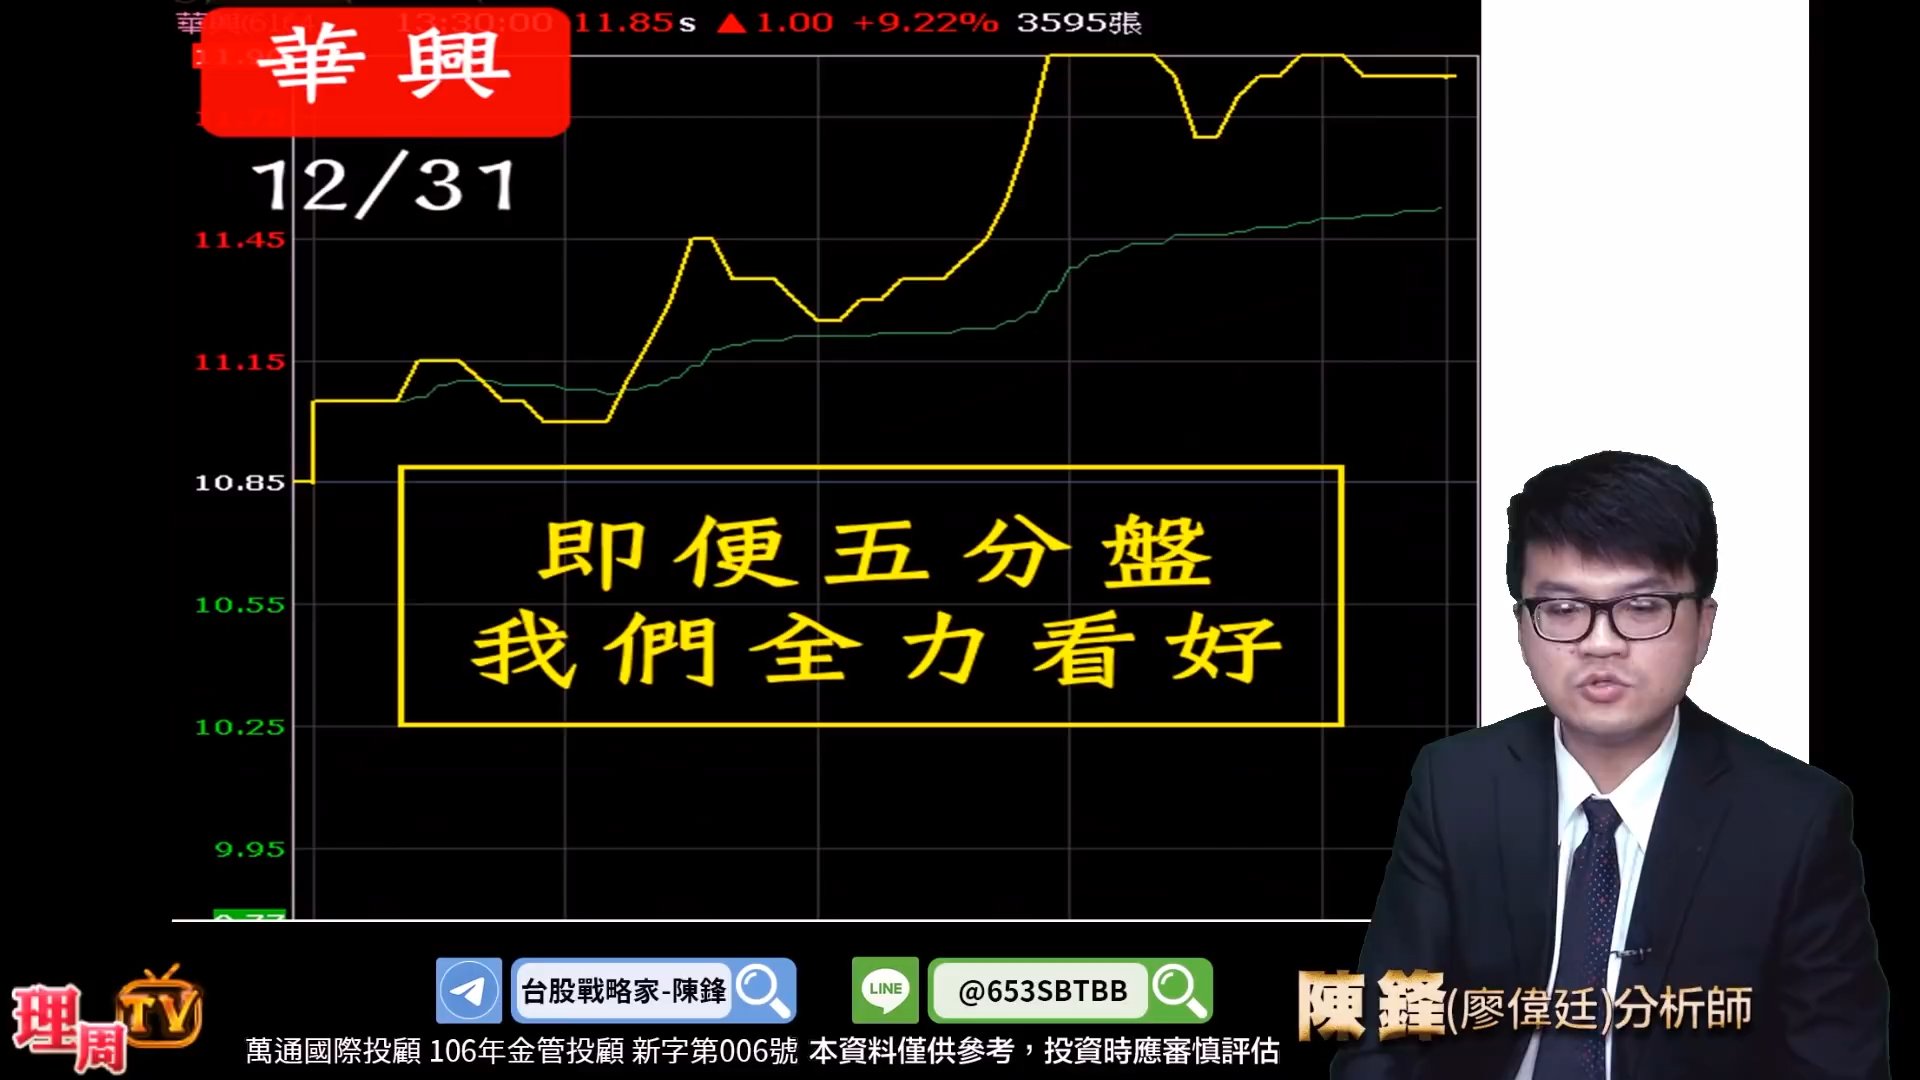 13:30:00 11.85s ▲1.00 +9.22% 3595張
華興
12/31
11.45
11.15
10.85
10.55
10.25
9.95
即便五分盤
我們全力看好
理周TV
台股戰略家-陳鋒
LINE
@653SBTBB
陳鋒(廖偉廷)分析師
萬通國際投顧 106年金管投顧 新字第006號 本資料僅供參考,投資時應審慎評估